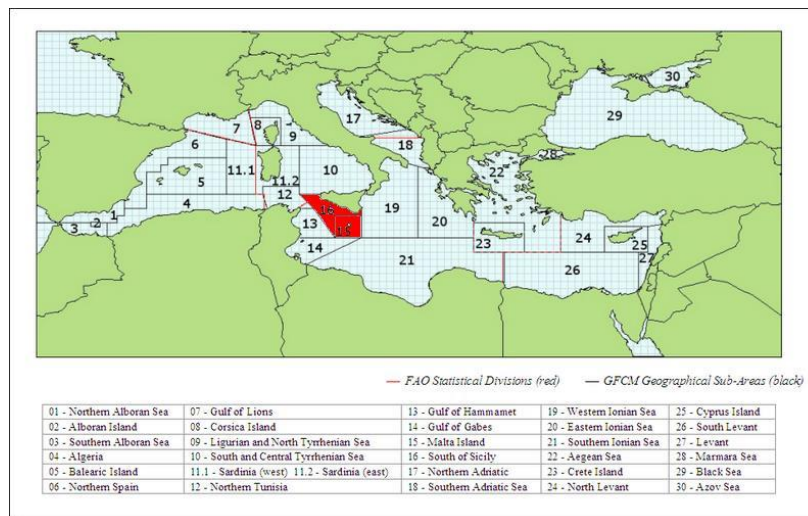 30
29
17
7
8
9
6
18
28
22
11.1
10
5
11.2
12
4
16
19
1
20
2
3
13
15
23
24
25
14
27
21
26
FAO Statistical Divisions (red)
GFCM Geographical Sub-Areas (black)
01 - Northern Alboran Sea
02 - Alboran Island
03 - Southern Alboran Sea
04 - Algeria
05 - Balearic Island
06 - Northern Spain
07 - Gulf of Lions
08 - Corsica Island
09 - Ligurian and North Tyrrhenian Sea
10 - South and Central Tyrrhenian Sea
11.1 - Sardinia (west) 11.2 - Sardinia (east)
12 - Northern Tunisia
13 - Gulf of Hammamet
14 - Gulf of Gabes
15 - Malta Island
16 - South of Sicily
17 - Northern Adriatic
18 - Southern Adriatic Sea
19 - Western Ionian Sea
20 - Eastern Ionian Sea
21 - Southern Ionian Sea
22 - Aegean Sea
23 - Crete Island
24 - North Levant
25 - Cyprus Island
26 - South Levant
27 - Levant
28 - Marmara Sea
29 - Black Sea
30 - Azov Sea